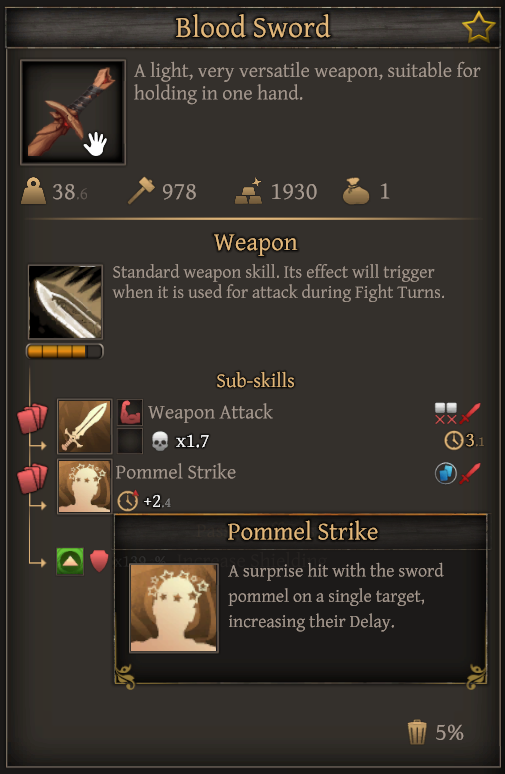 Blood Sword
A light, very versatile weapon, suitable for
holding in one hand.
38.6 978 1930 1
Weapon
Standard weapon skill. Its effect will trigger
when it is used for attack during Fight Turns.
Sub-skills
Weapon Attack
x1.7 3.1
Pommel Strike
+2.4
Pommel Strike
Increase Shielding
A surprise hit with the sword
pommel on a single target,
increasing their Delay.
5%